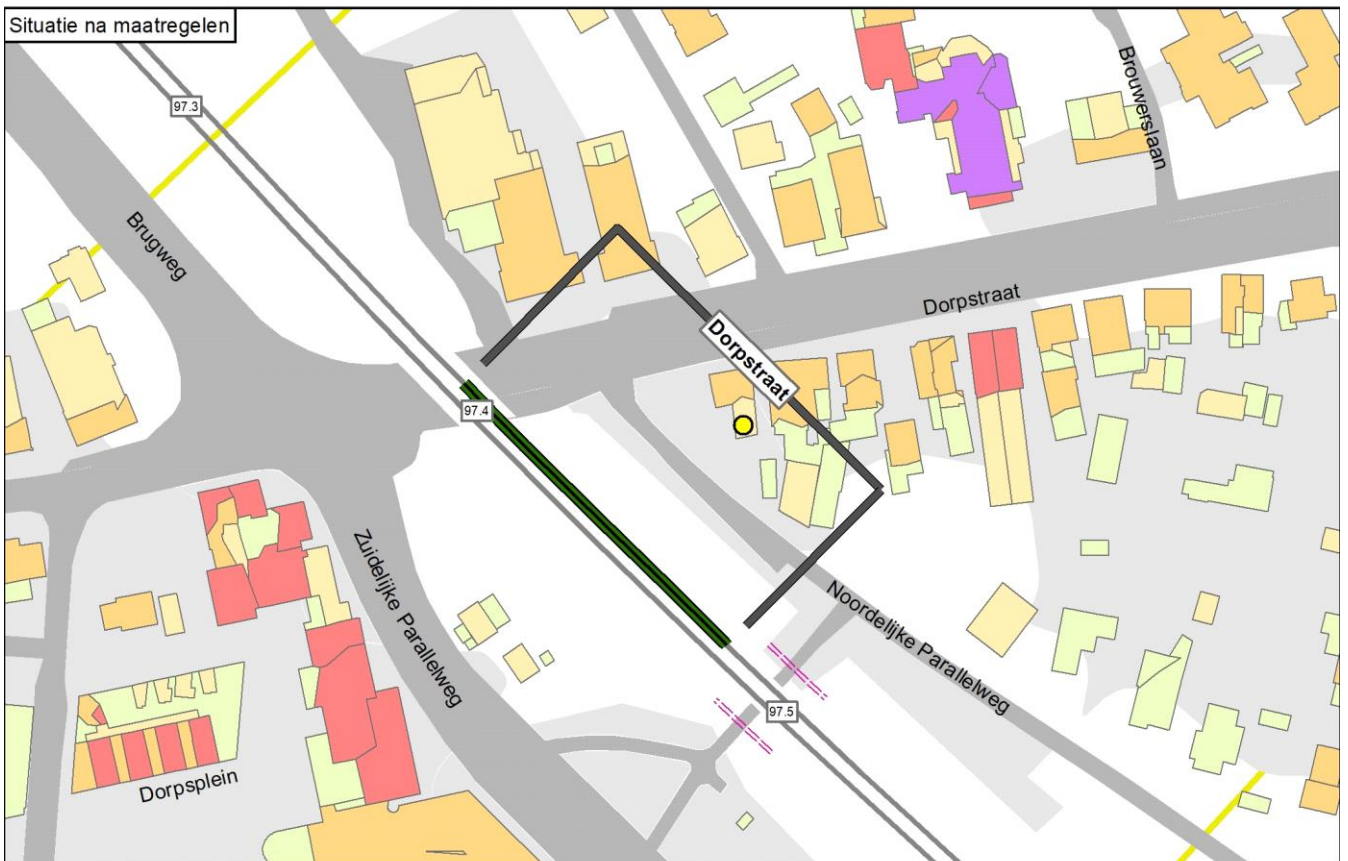 Situatie na maatregelen
97.3
Brouwerslaan
Brugweg
Dorpstraat
Dorpstraat
97.4
Zuidelijke Parallelweg
Noordelijke Parallelweg
97.5
Dorpsplein